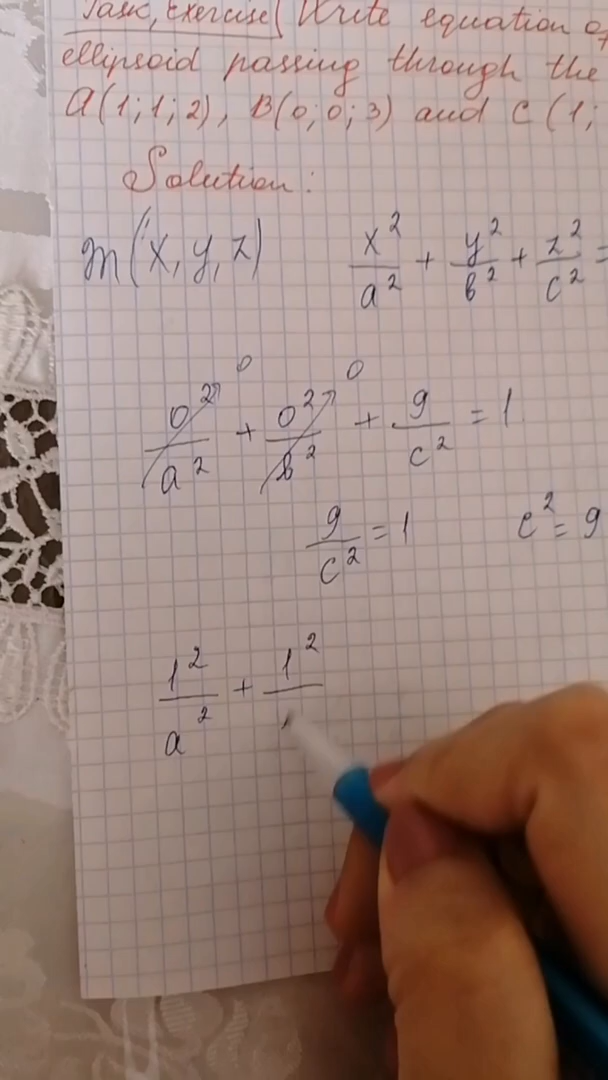 Task, Exercise Write equation of
ellipsoid passing through the
A(1;1;2), B(0;0;3) and C(1;
Solution:
m(x,y,z) x²/a² + y²/b² + z²/c² =
0²/a² ↗ 0 + 0²/b² ↗ 0 + 9/c² = 1
9/c² = 1 c² = 9
1²/a² + 1²/